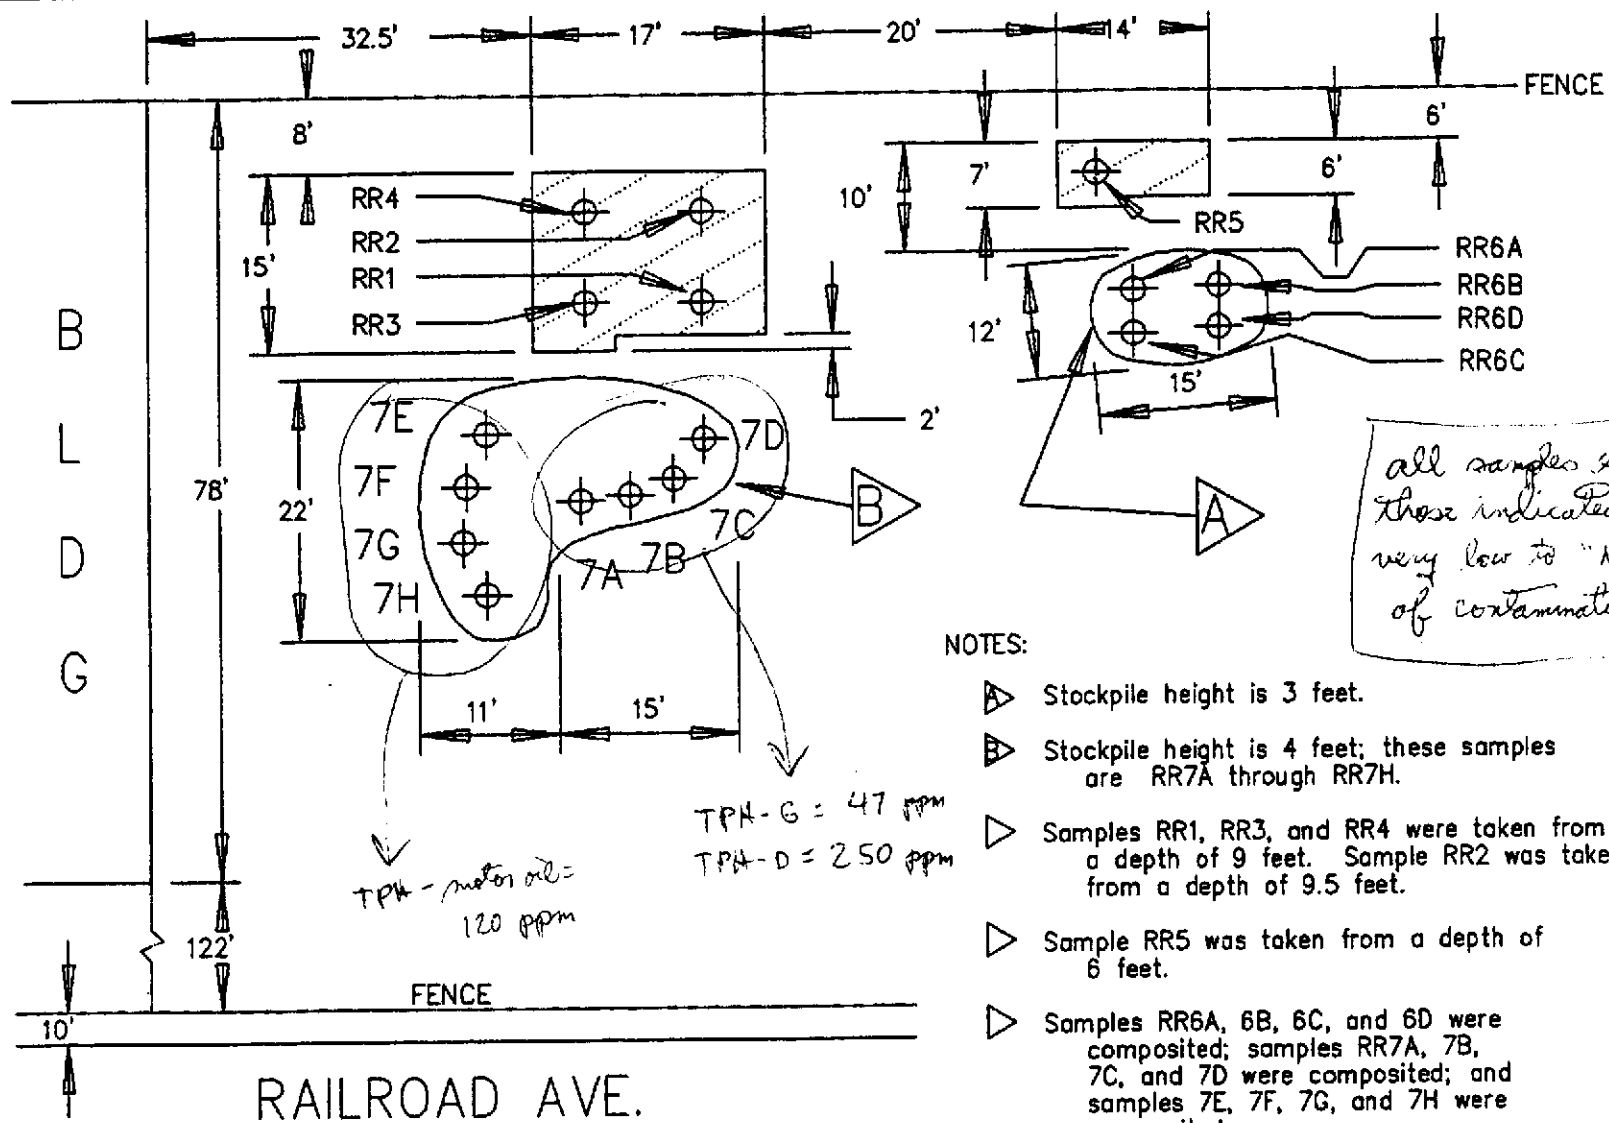 32.5' 17' 20' 14'
FENCE
8' 6'
7' 6'
10'
RR4
RR2
RR1
RR3
15'
RR5
RR6A
RR6B
RR6D
RR6C
12'
15'
2'
B
L
D
G
78'
22'
7E
7F
7G
7H
7D
7C
7B
7A
B
A
all samples
those indicated
very low to "N
of contaminat
11' 15'
TPH-G = 47 ppm
TPH-D = 250 ppm
TPH-motor oil=
120 ppm
NOTES:
A Stockpile height is 3 feet.
B Stockpile height is 4 feet; these samples
are RR7A through RR7H.
Samples RR1, RR3, and RR4 were taken from
a depth of 9 feet. Sample RR2 was take
from a depth of 9.5 feet.
Sample RR5 was taken from a depth of
6 feet.
Samples RR6A, 6B, 6C, and 6D were
composited; samples RR7A, 7B,
7C, and 7D were composited; and
samples 7E, 7F, 7G, and 7H were
122'
FENCE
10'
RAILROAD AVE.